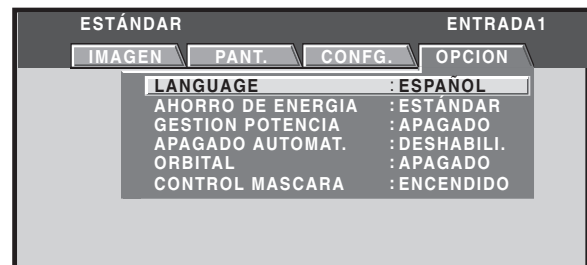 ESTÁNDAR ENTRADA1
IMAGEN PANT. CONFG. OPCION
LANGUAGE :ESPAÑOL
AHORRO DE ENERGIA :ESTÁNDAR
GESTION POTENCIA :APAGADO
APAGADO AUTOMAT. :DESHABILI.
ORBITAL :APAGADO
CONTROL MASCARA :ENCENDIDO